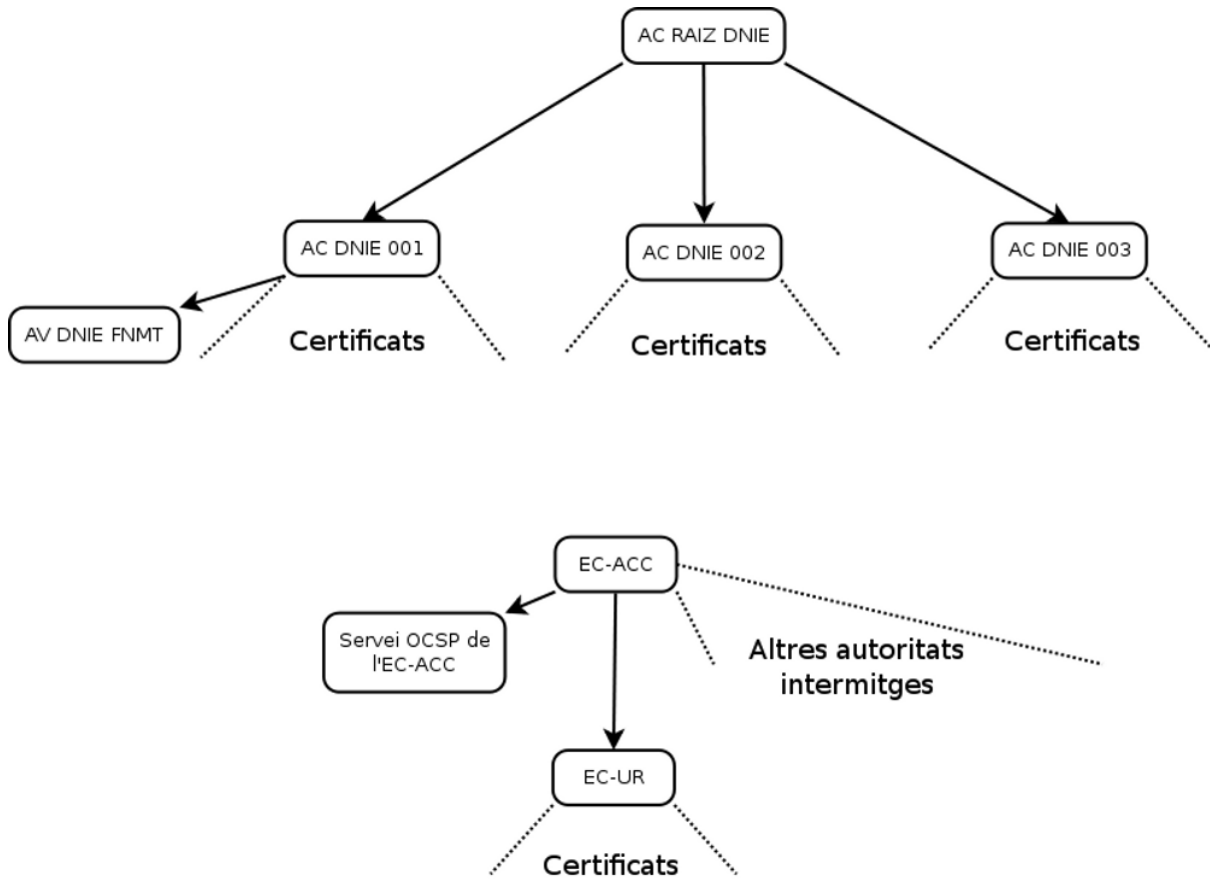 AC RAIZ DNIE
AC DNIE 001
AC DNIE 002
AC DNIE 003
AV DNIE FNMT
Certificats
Certificats
Certificats
EC-ACC
Servei OCSP de
l'EC-ACC
Altres autoritats
intermitges
EC-UR
Certificats